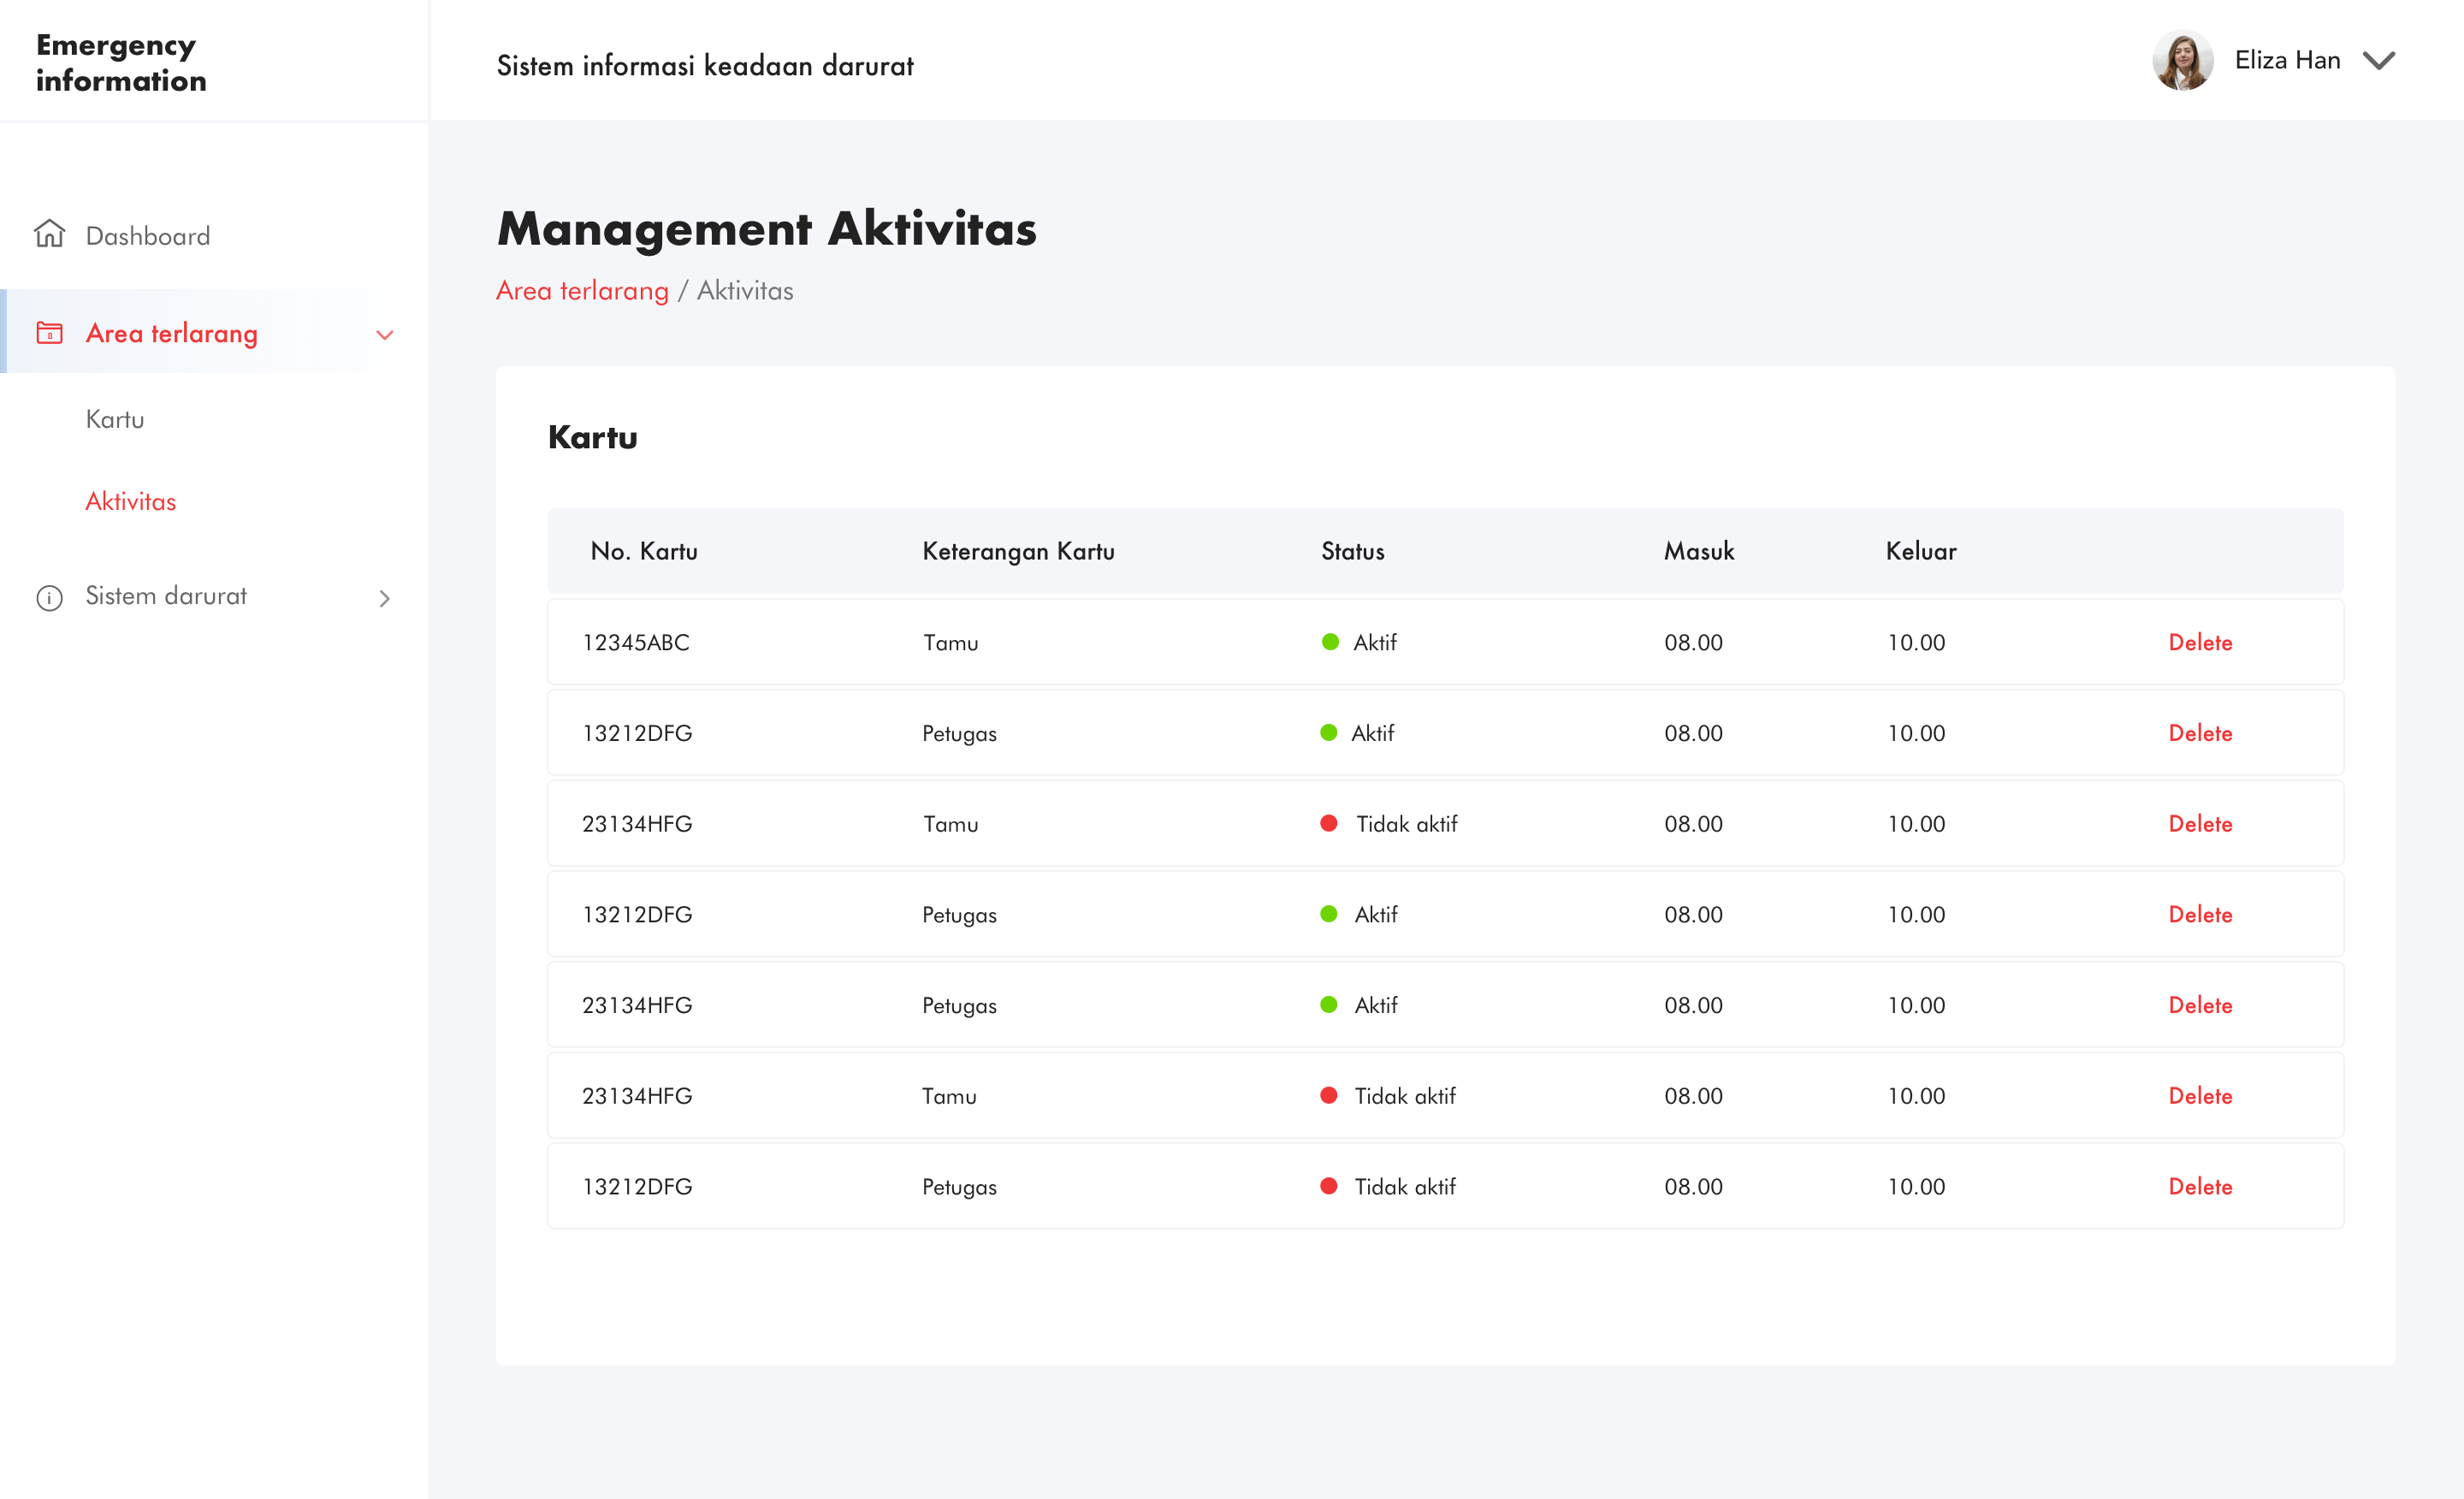 Emergency
information
Sistem informasi keadaan darurat
Eliza Han
Dashboard
Area terlarang
Kartu
Aktivitas
Sistem darurat
Management Aktivitas
Area terlarang / Aktivitas
Kartu
No. Kartu Keterangan Kartu Status Masuk Keluar
12345ABC Tamu Aktif 08.00 10.00 Delete
13212DFG Petugas Aktif 08.00 10.00 Delete
23134HFG Tamu Tidak aktif 08.00 10.00 Delete
13212DFG Petugas Aktif 08.00 10.00 Delete
23134HFG Petugas Aktif 08.00 10.00 Delete
23134HFG Tamu Tidak aktif 08.00 10.00 Delete
13212DFG Petugas Tidak aktif 08.00 10.00 Delete